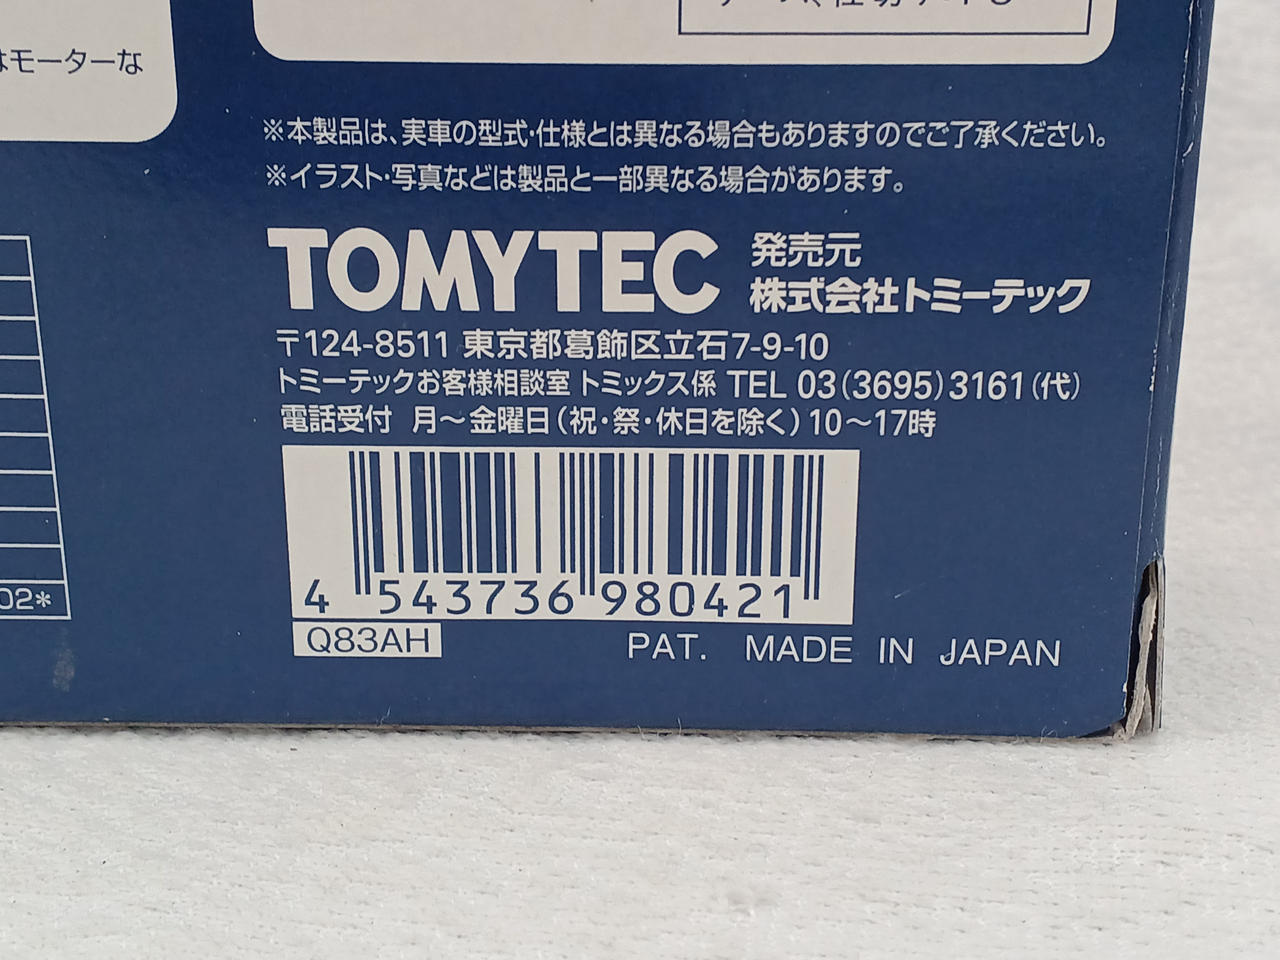 はモーターな
※本製品は、実車の型式・仕様とは異なる場合もありますのでご了承ください。
※イラスト・写真などは製品と一部異なる場合があります。
TOMYTEC 発売元
株式会社トミーテック
〒124-8511 東京都葛飾区立石7-9-10
トミーテックお客様相談室 トミックス係 TEL 03(3695)3161(代)
電話受付 月～金曜日(祝・祭・休日を除く)10～17時
4 543736 980421
02*
Q83AH
PAT. MADE IN JAPAN